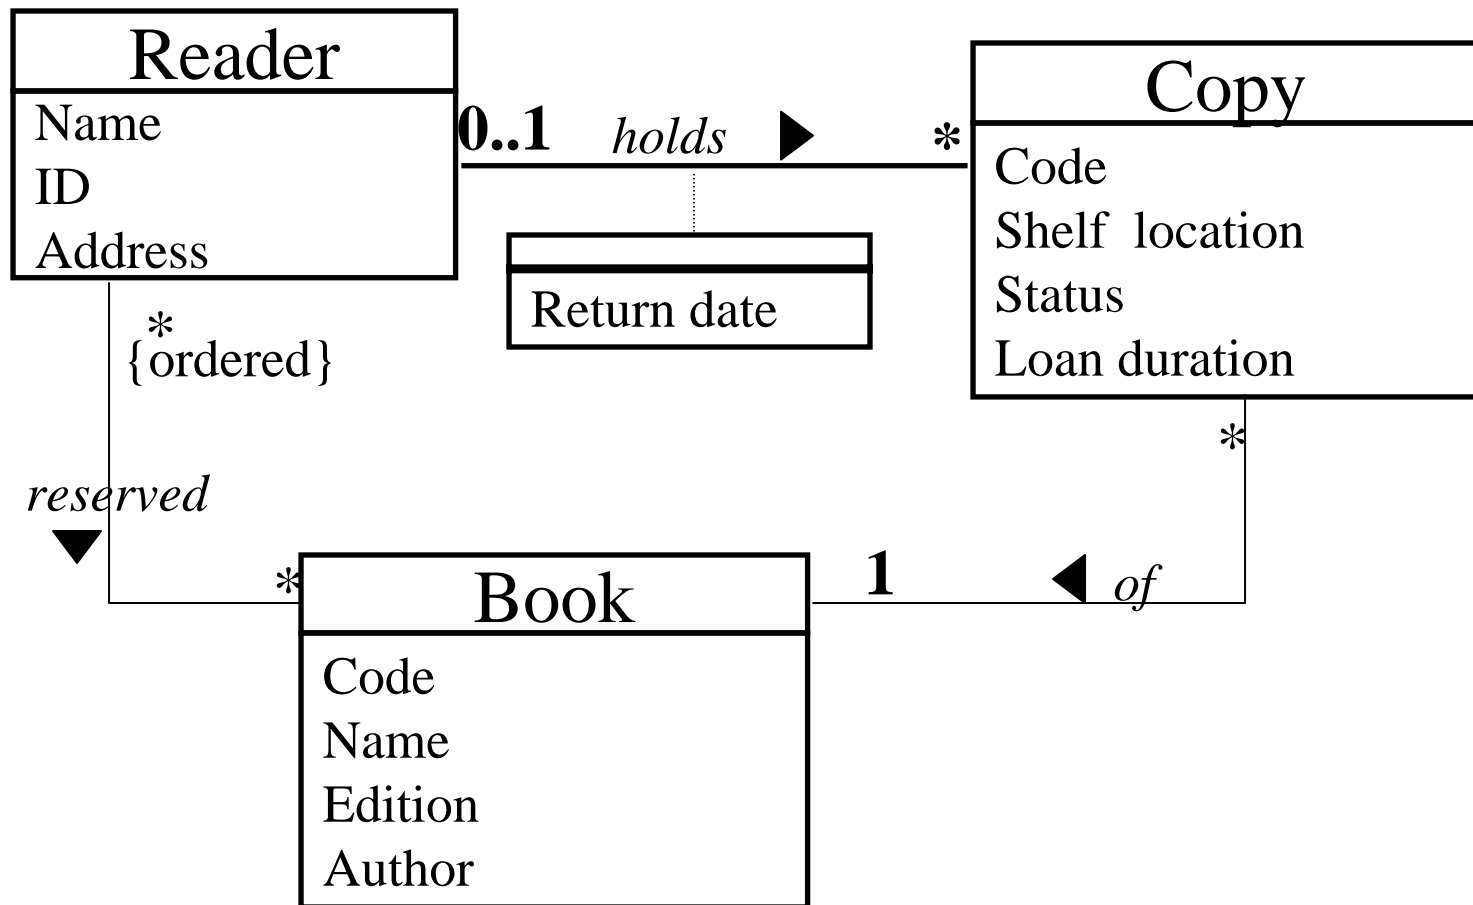 Reader
Name
ID
Address
0..1 holds *
Copy
Code
Shelf location
Status
Loan duration
Return date
*
{ordered}
reserved
*
*
1 of
Book
Code
Name
Edition
Author